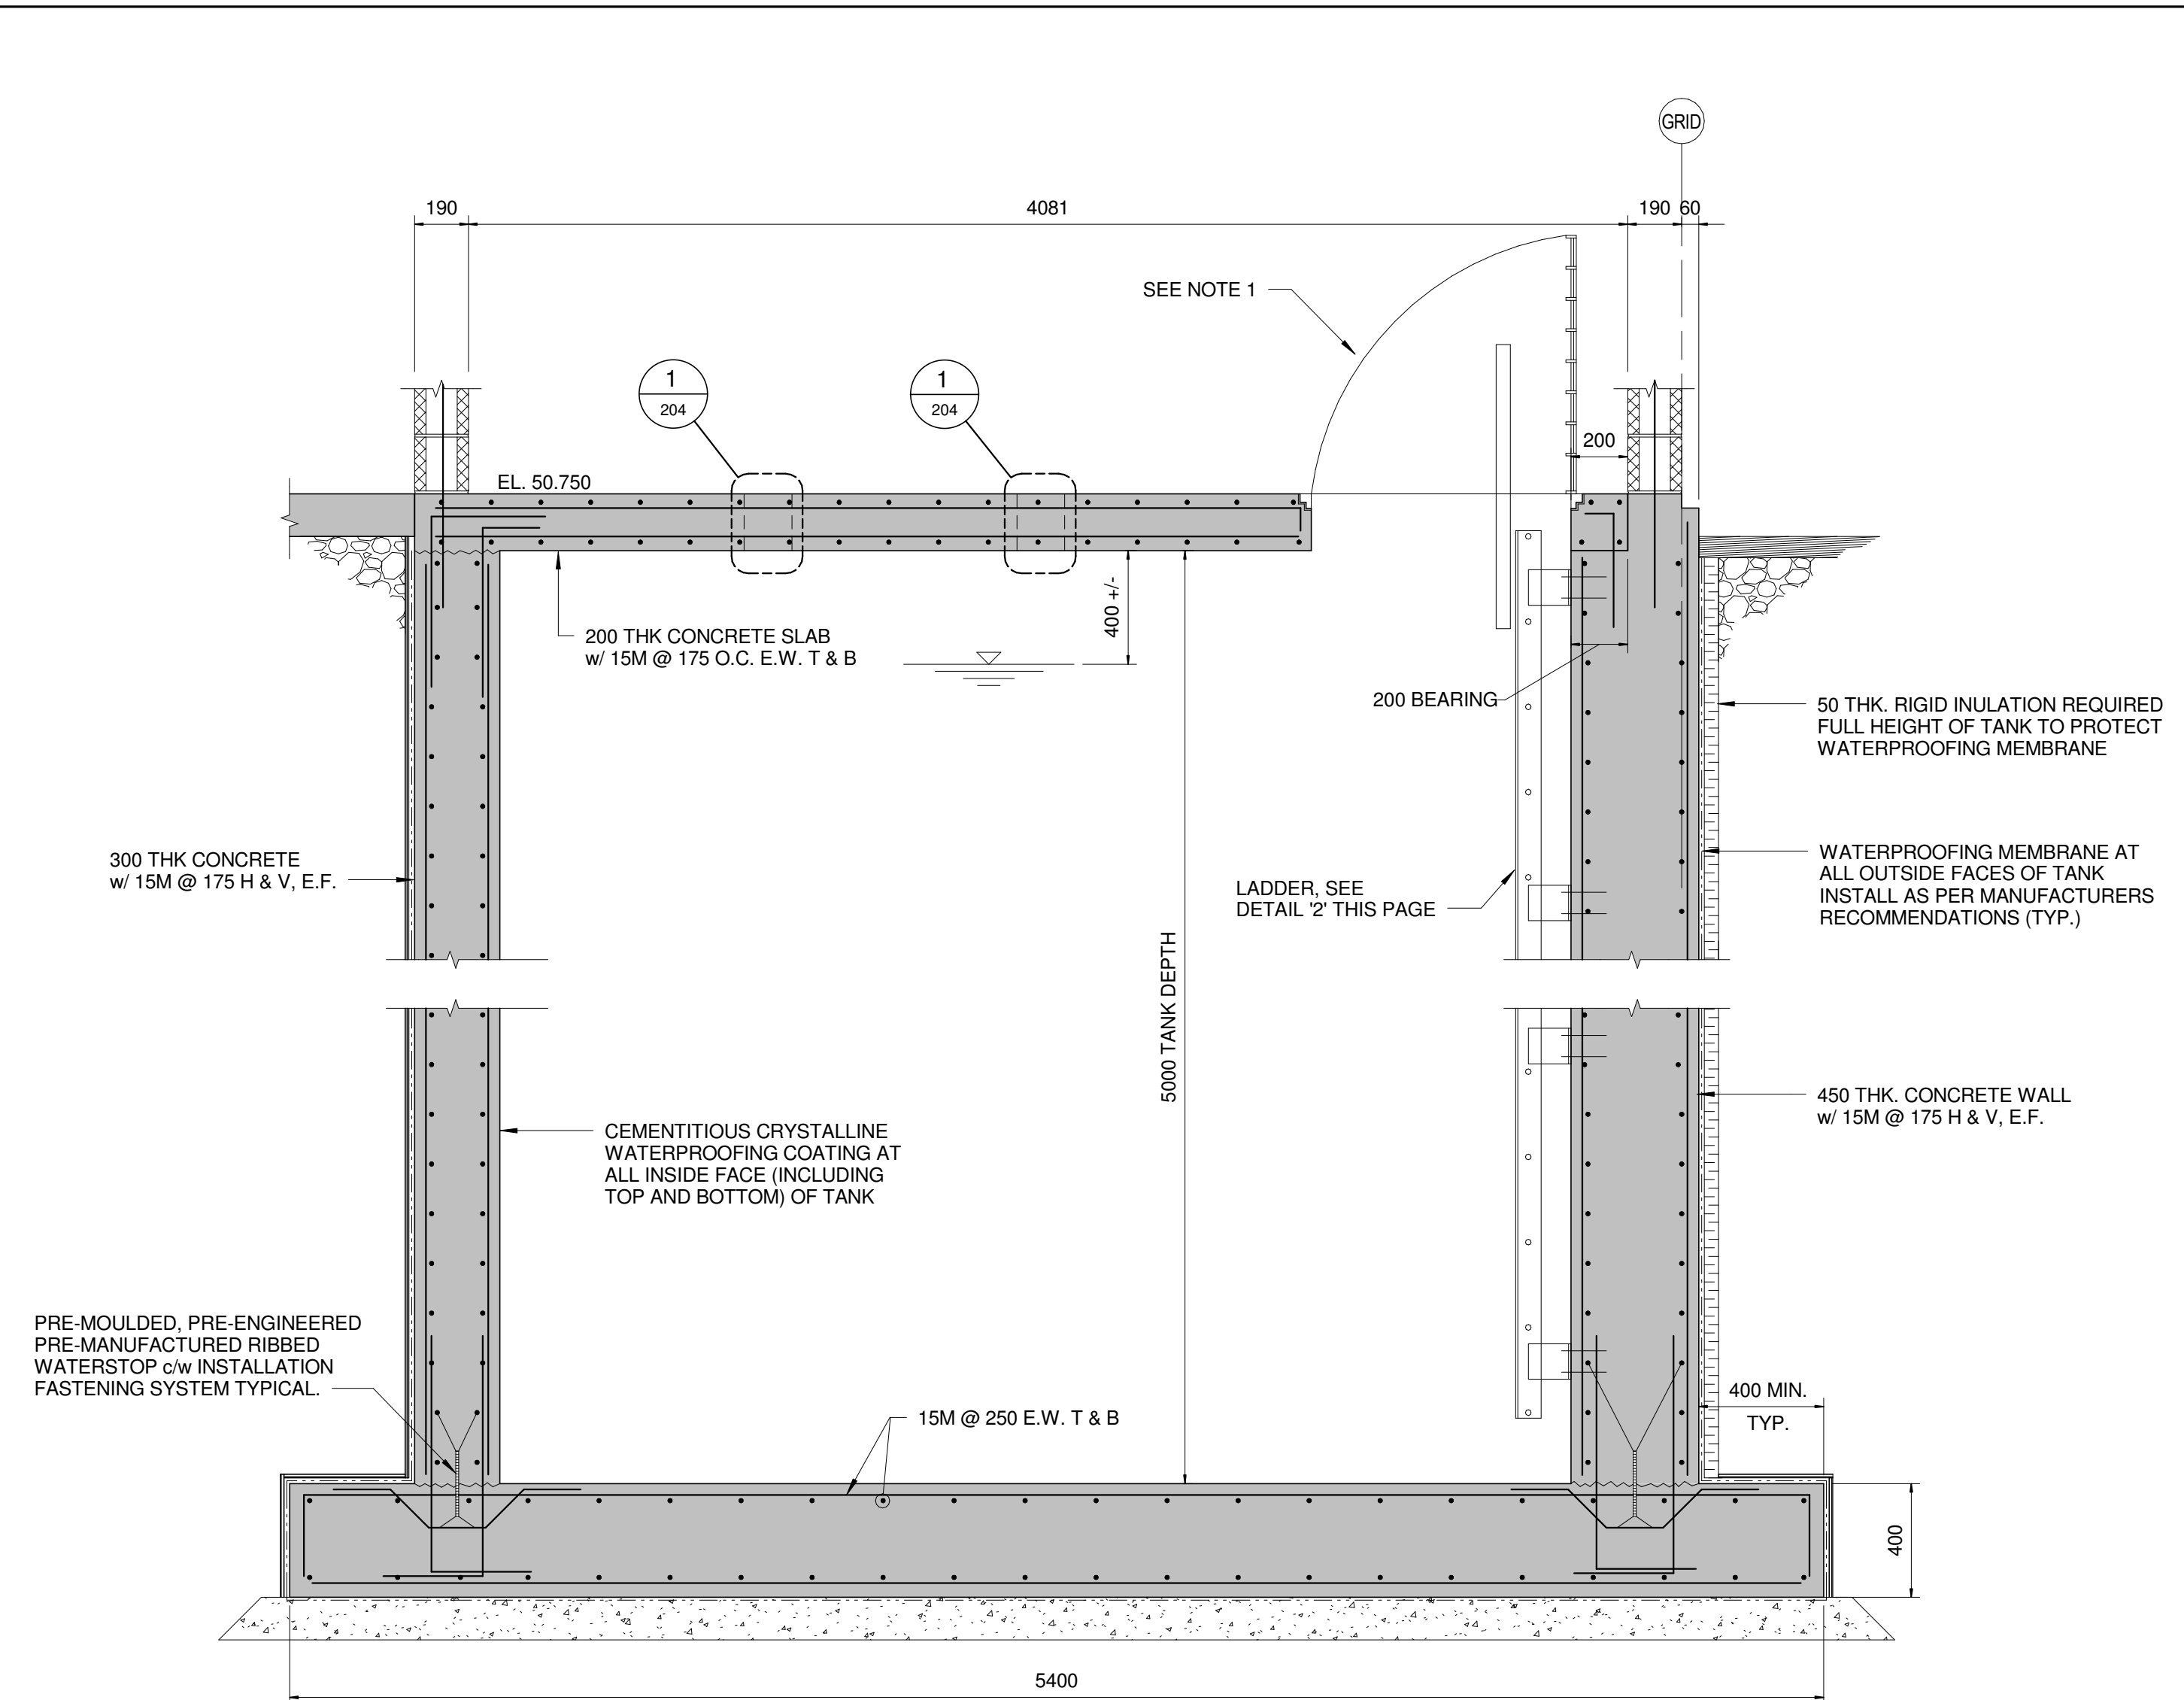 GRID
190
4081
190
60
SEE NOTE 1
1
204
1
204
200
EL. 50.750
400 +/-
200 THK CONCRETE SLAB
w/ 15M @ 175 O.C. E.W. T & B
200 BEARING
50 THK. RIGID INULATION REQUIRED
FULL HEIGHT OF TANK TO PROTECT
WATERPROOFING MEMBRANE
300 THK CONCRETE
w/ 15M @ 175 H & V, E.F.
LADDER, SEE
DETAIL '2' THIS PAGE
WATERPROOFING MEMBRANE AT
ALL OUTSIDE FACES OF TANK
INSTALL AS PER MANUFACTURERS
RECOMMENDATIONS (TYP.)
5000 TANK DEPTH
450 THK. CONCRETE WALL
w/ 15M @ 175 H & V, E.F.
CEMENTITIOUS CRYSTALLINE
WATERPROOFING COATING AT
ALL INSIDE FACE (INCLUDING
TOP AND BOTTOM) OF TANK
PRE-MOULDED, PRE-ENGINEERED
PRE-MANUFACTURED RIBBED
WATERSTOP c/w INSTALLATION
FASTENING SYSTEM TYPICAL.
15M @ 250 E.W. T & B
400 MIN.
TYP.
400
5400